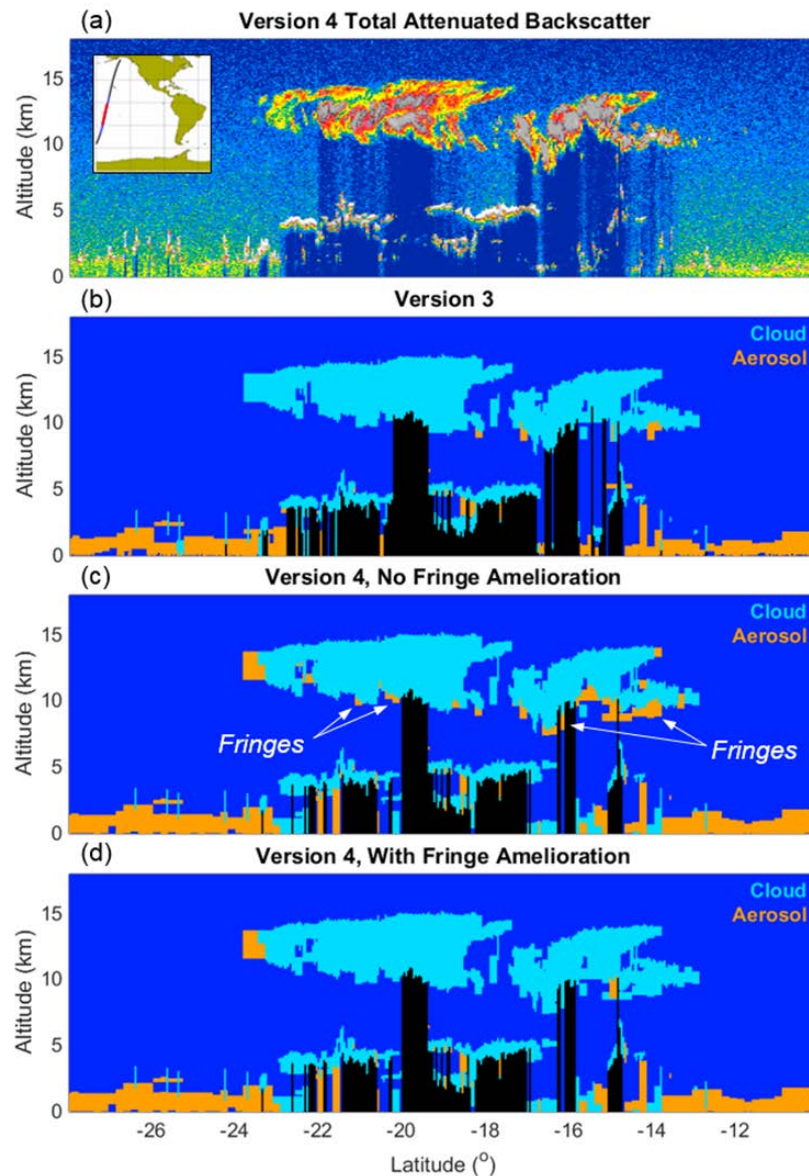 (a) Version 4 Total Attenuated Backscatter
Altitude (km)
15
10
5
0
(b) Version 3
Cloud
Aerosol
Altitude (km)
15
10
5
0
(c) Version 4, No Fringe Amelioration
Cloud
Aerosol
Altitude (km)
15
10
5
0
Fringes
Fringes
(d) Version 4, With Fringe Amelioration
Cloud
Aerosol
Altitude (km)
15
10
5
0
-26 -24 -22 -20 -18 -16 -14 -12
Latitude (°)